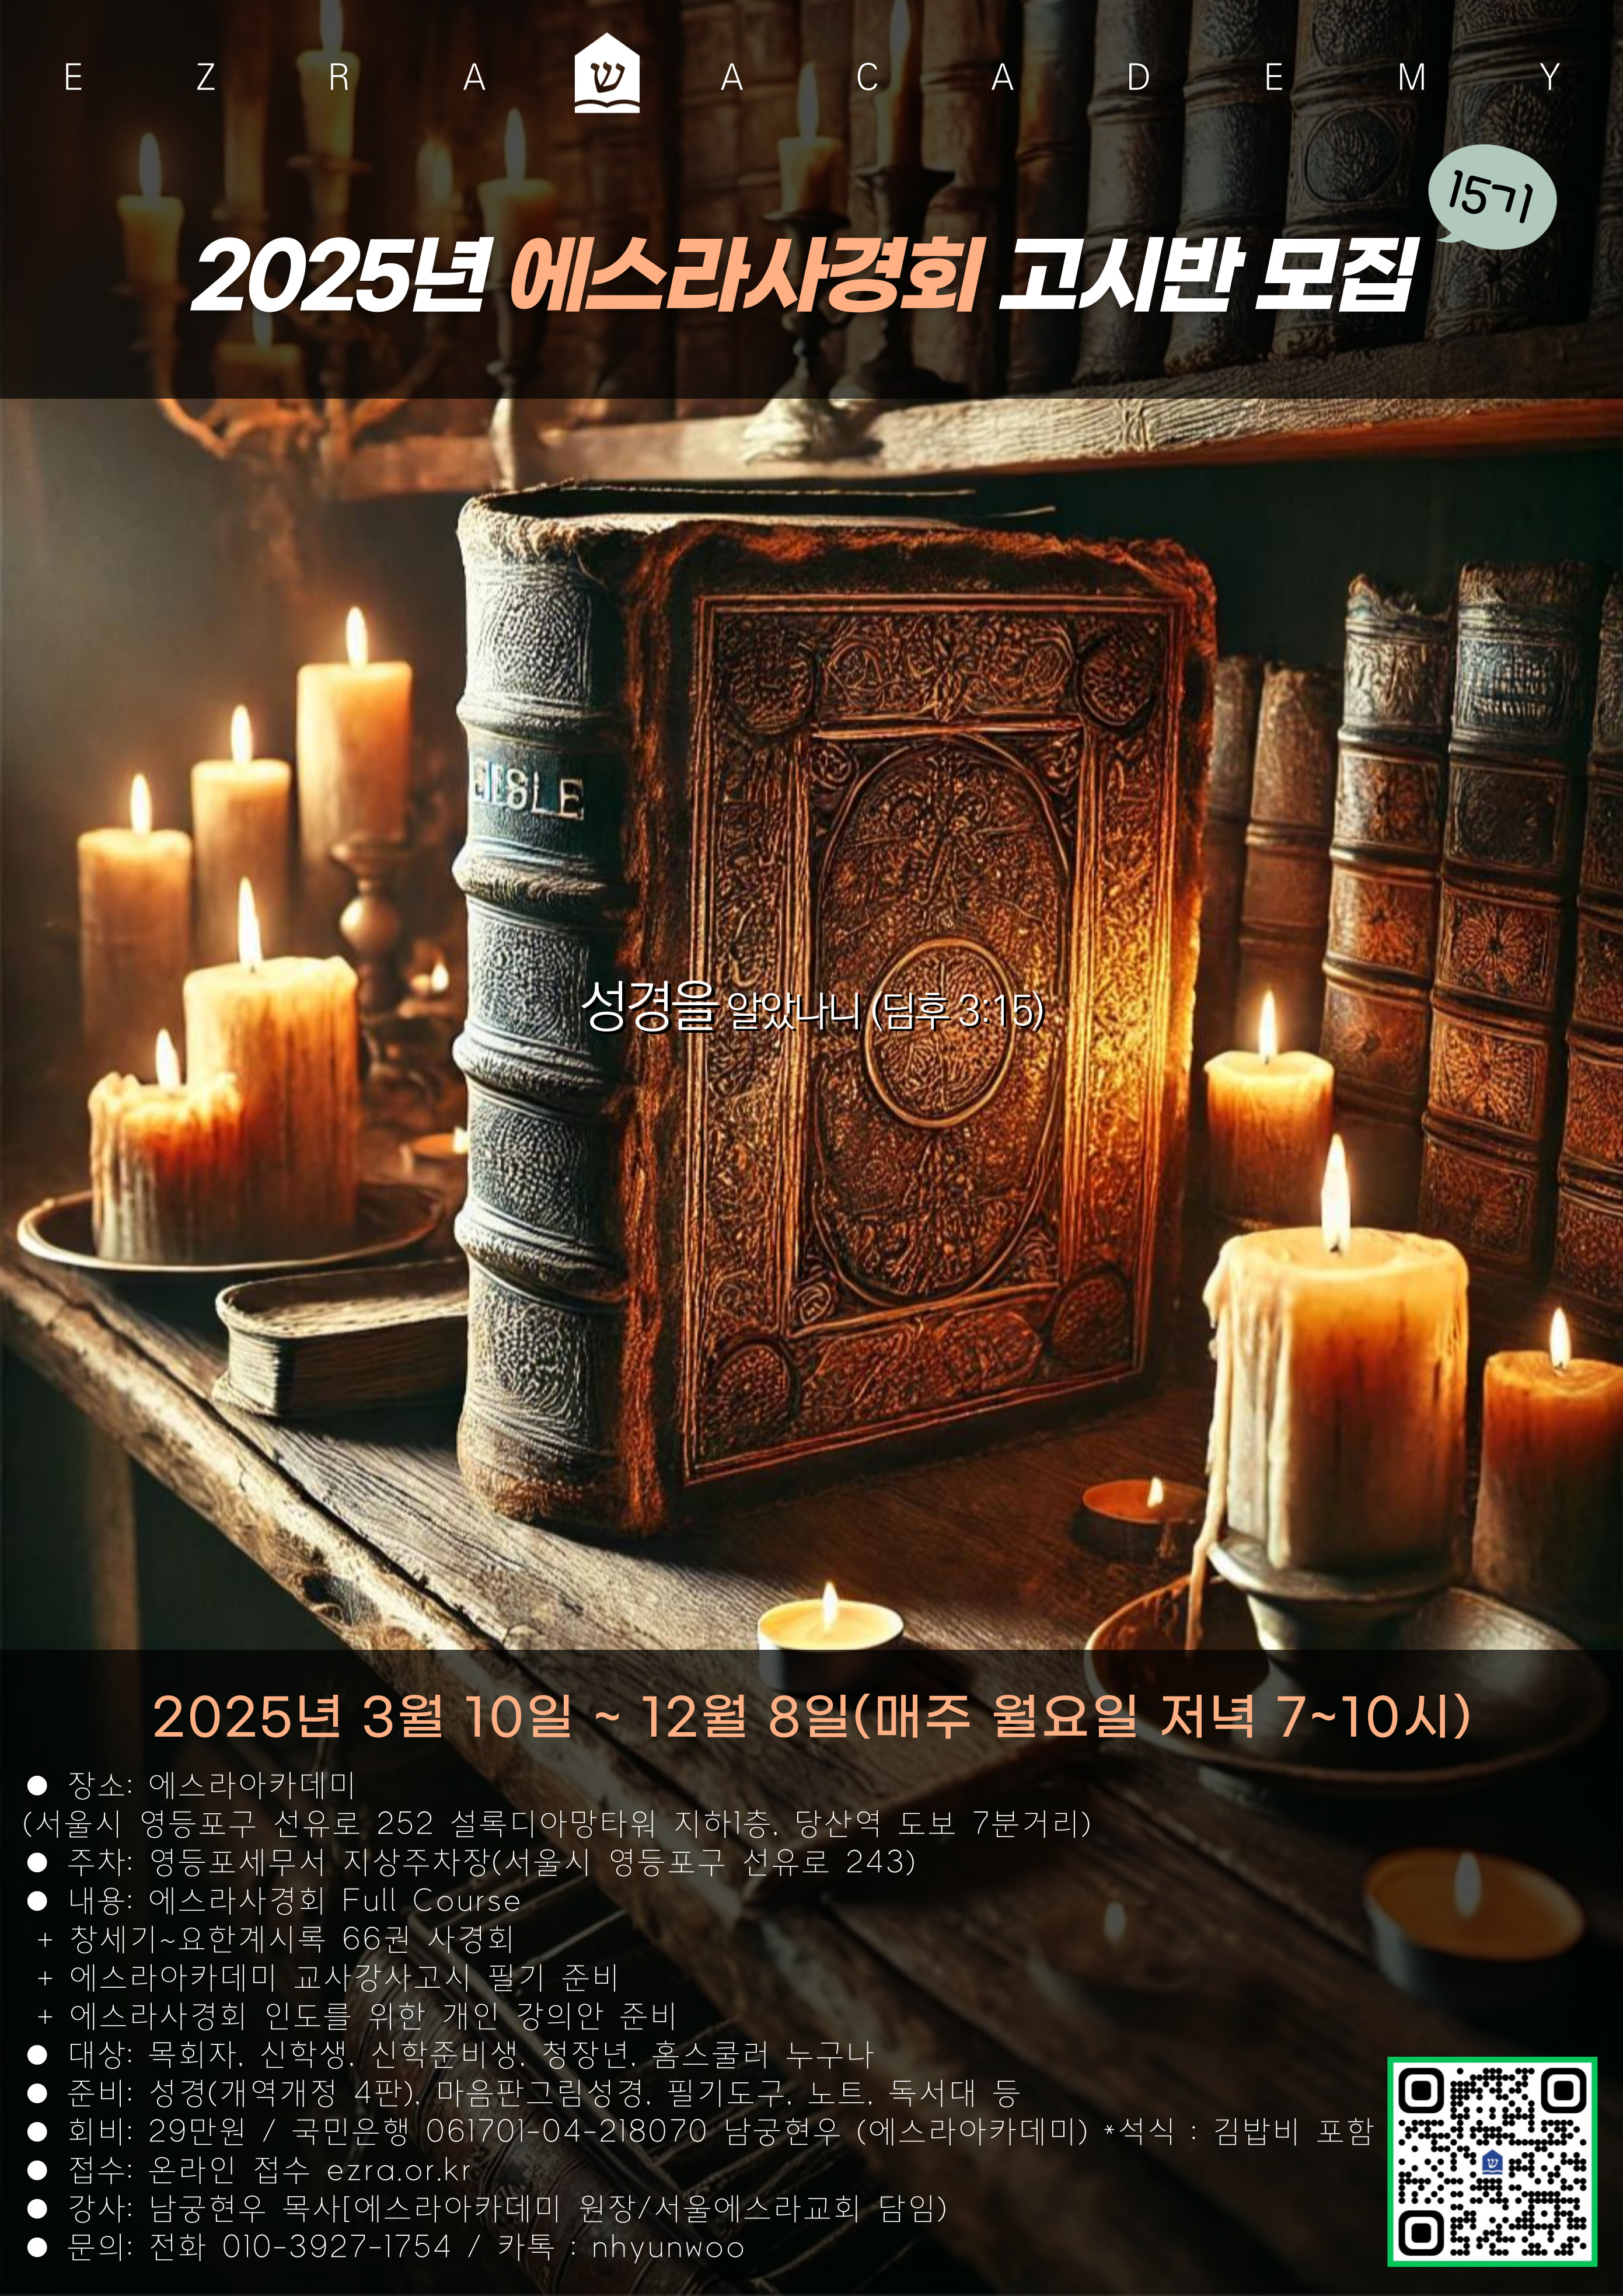 EZRA ש ACADEMY
15기
2025년 에스라사경회 고시반 모집
BIBLE
성경을 알았나니 (딤후 3:15)
2025년 3월 10일 ~ 12월 8일(매주 월요일 저녁 7~10시)
● 장소: 에스라아카데미
(서울시 영등포구 선유로 252 설록디아망타워 지하1층, 당산역 도보 7분거리)
● 주차: 영등포세무서 지상주차장(서울시 영등포구 선유로 243)
● 내용: 에스라사경회 Full Course
+ 창세기~요한계시록 66권 사경회
+ 에스라아카데미 교사강사고시 필기 준비
+ 에스라사경회 인도를 위한 개인 강의안 준비
● 대상: 목회자, 신학생, 신학준비생, 청장년, 홈스쿨러 누구나
● 준비: 성경(개역개정 4판), 마음판그림성경, 필기도구, 노트, 독서대 등
● 회비: 29만원 / 국민은행 061701-04-218070 남궁현우 (에스라아카데미) *석식 : 김밥비 포함
● 접수: 온라인 접수 ezra.or.kr
● 강사: 남궁현우 목사[에스라아카데미 원장/서울에스라교회 담임)
● 문의: 전화 010-3927-1754 / 카톡 : nhyunwoo
ש